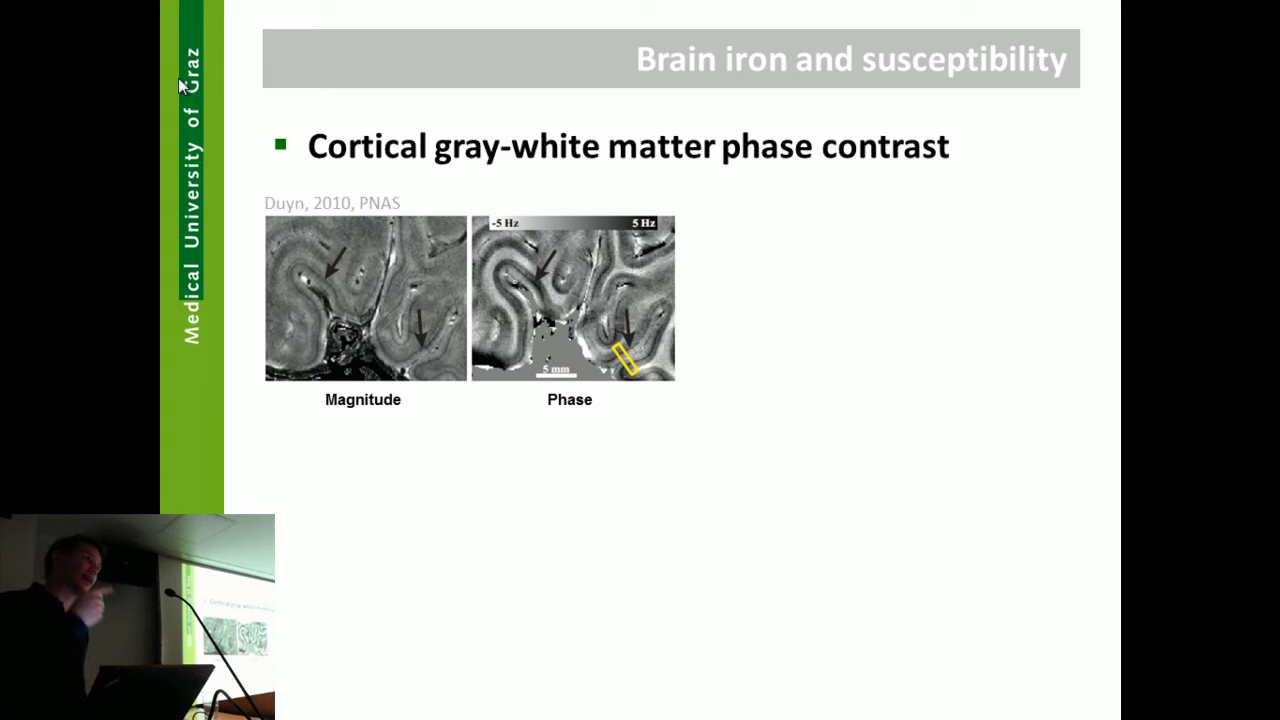 Medical University of Graz
Brain iron and susceptibility
Cortical gray-white matter phase contrast
Duyn, 2010, PNAS
-5 Hz 5 Hz
5 mm
Magnitude Phase